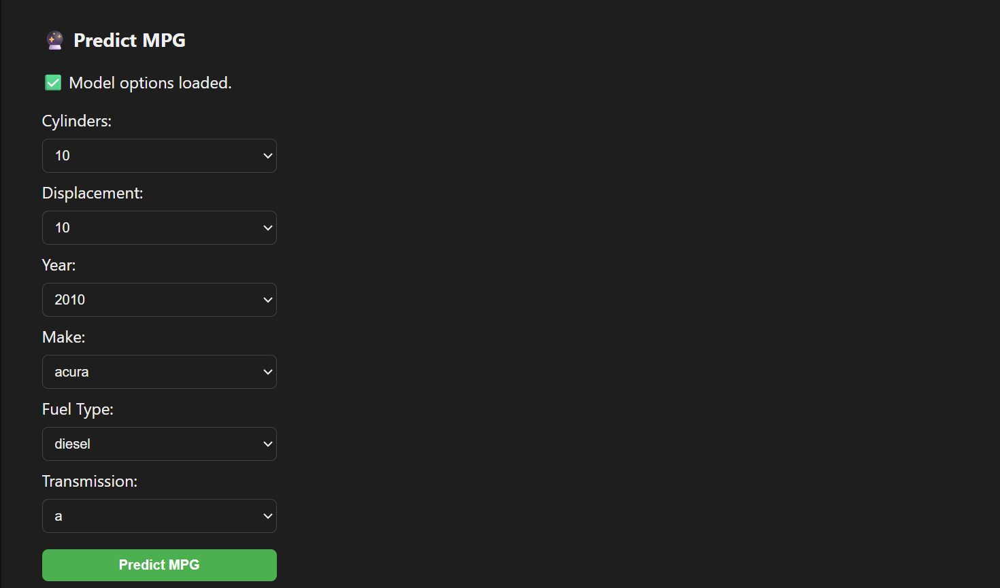 🔮 Predict MPG
✅ Model options loaded.
Cylinders:
10
Displacement:
10
Year:
2010
Make:
acura
Fuel Type:
diesel
Transmission:
a
Predict MPG